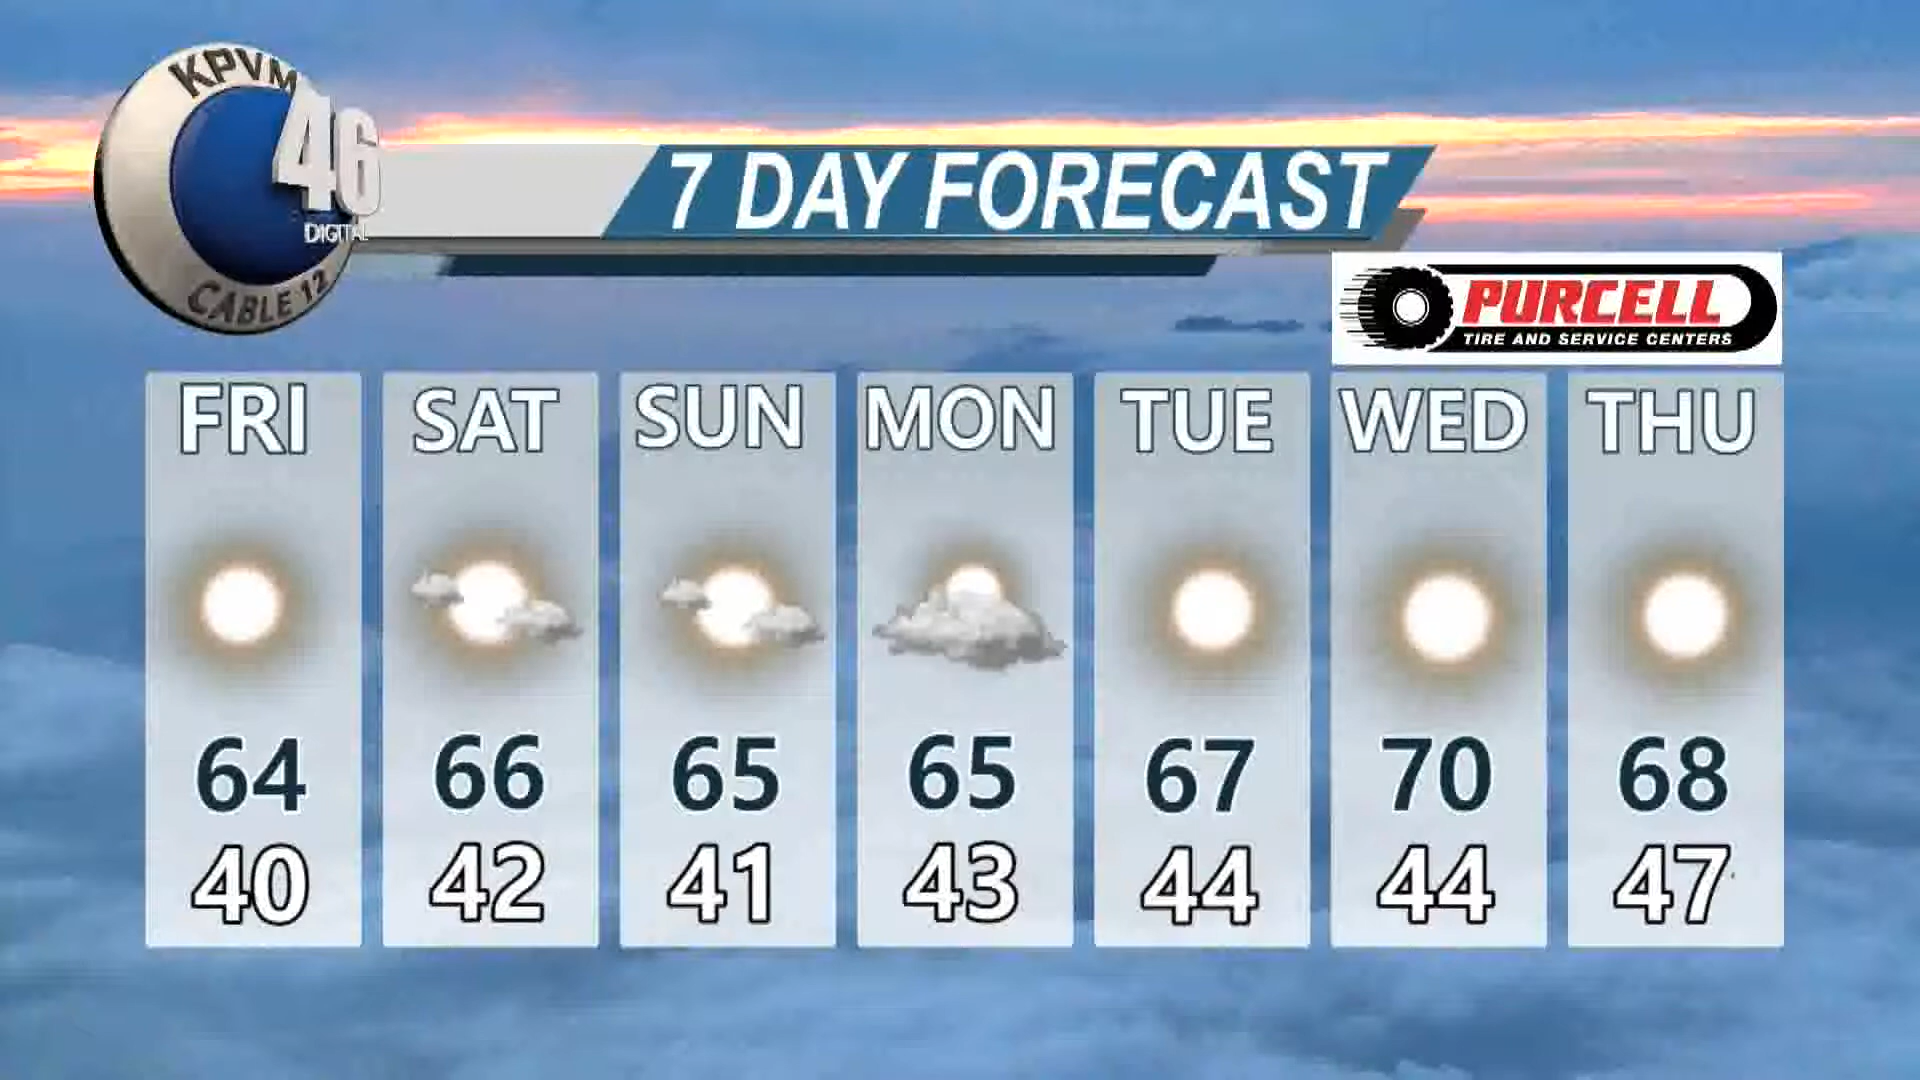 KPVM
46
DIGITAL
CABLE 12
7 DAY FORECAST
PURCELL
TIRE AND SERVICE CENTERS
FRI SAT SUN MON TUE WED THU
64 66 65 65 67 70 68
40 42 41 43 44 44 47